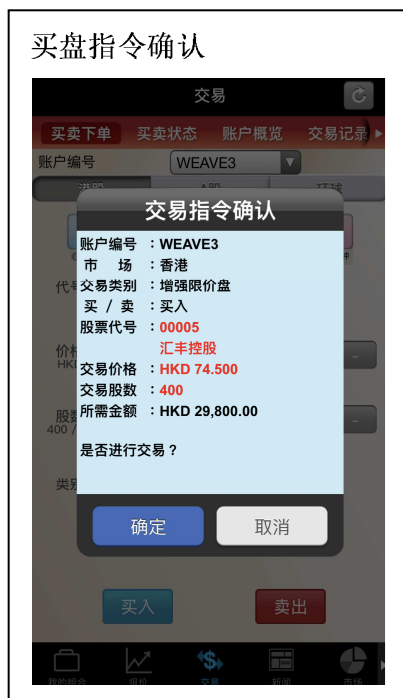 买盘指令确认
交易
买卖下单 买卖状态 账户概览 交易记录
账户编号 WEAVE3
交易指令确认
账户编号 : WEAVE3
市 场 : 香港
交易类别 : 增强限价盘
买 / 卖 : 买入
股票代号 : 00005
汇丰控股
交易价格 : HKD 74.500
交易股数 : 400
所需金额 : HKD 29,800.00
是否进行交易？
确定 取消
买入 卖出
我的组合 报价 交易 新闻 市场